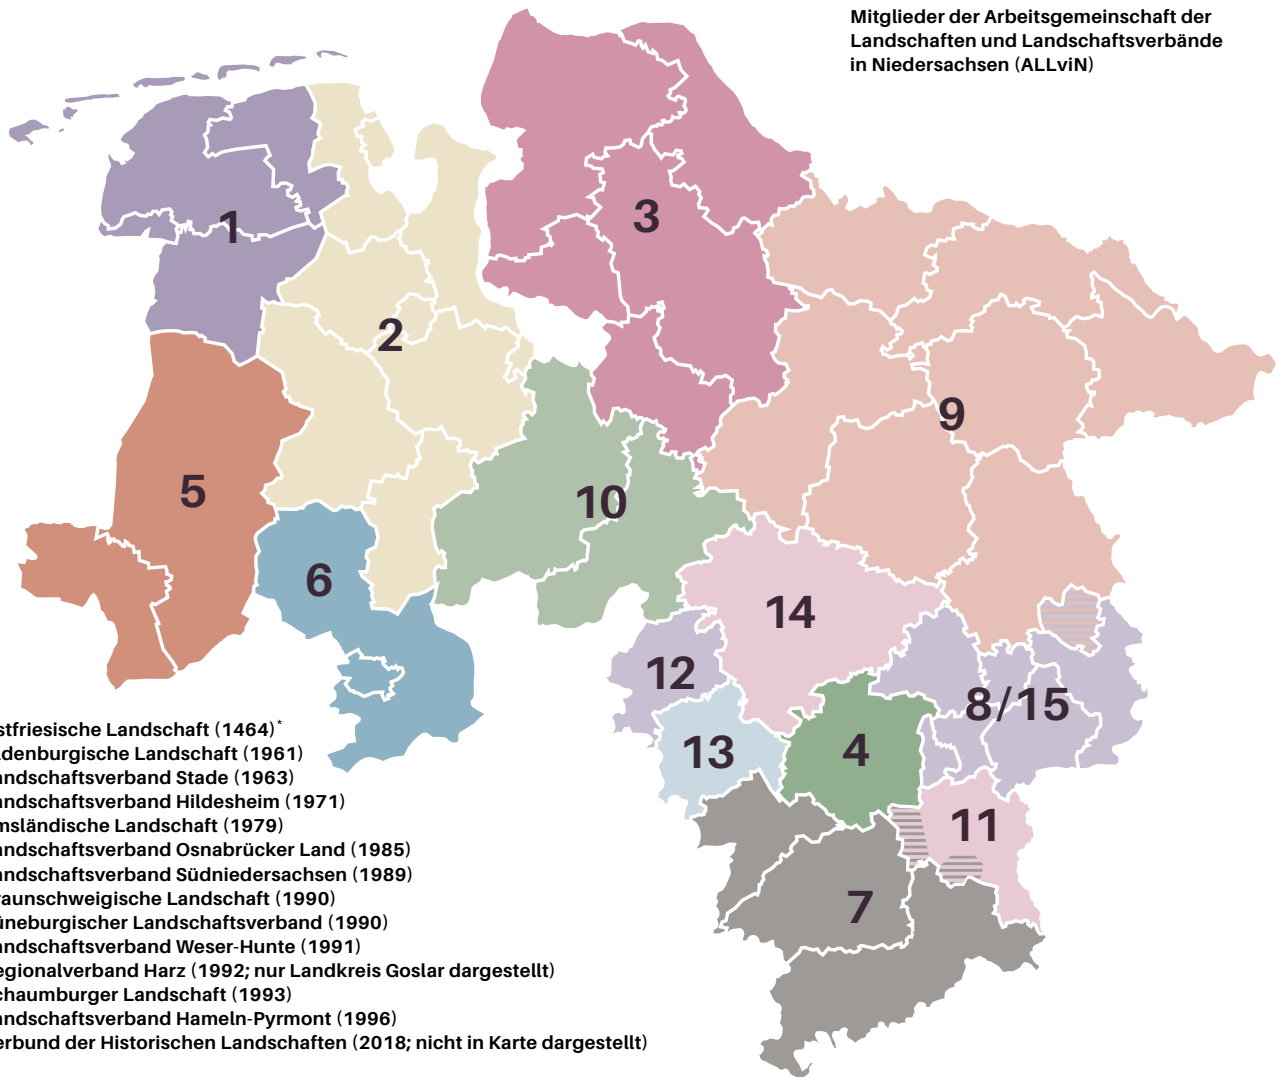 Mitglieder der Arbeitsgemeinschaft der
Landschaften und Landschaftsverbände
in Niedersachsen (ALLviN)
1
2
3
9
5
10
6
14
12
8/15
13
4
11
7
stfriesische Landschaft (1464)*
ldenburgische Landschaft (1961)
andschaftsverband Stade (1963)
andschaftsverband Hildesheim (1971)
msländische Landschaft (1979)
andschaftsverband Osnabrücker Land (1985)
andschaftsverband Südniedersachsen (1989)
raunschweigische Landschaft (1990)
üneburgischer Landschaftsverband (1990)
andschaftsverband Weser-Hunte (1991)
egionalverband Harz (1992; nur Landkreis Goslar dargestellt)
chaumburger Landschaft (1993)
andschaftsverband Hameln-Pyrmont (1996)
erbund der Historischen Landschaften (2018; nicht in Karte dargestellt)